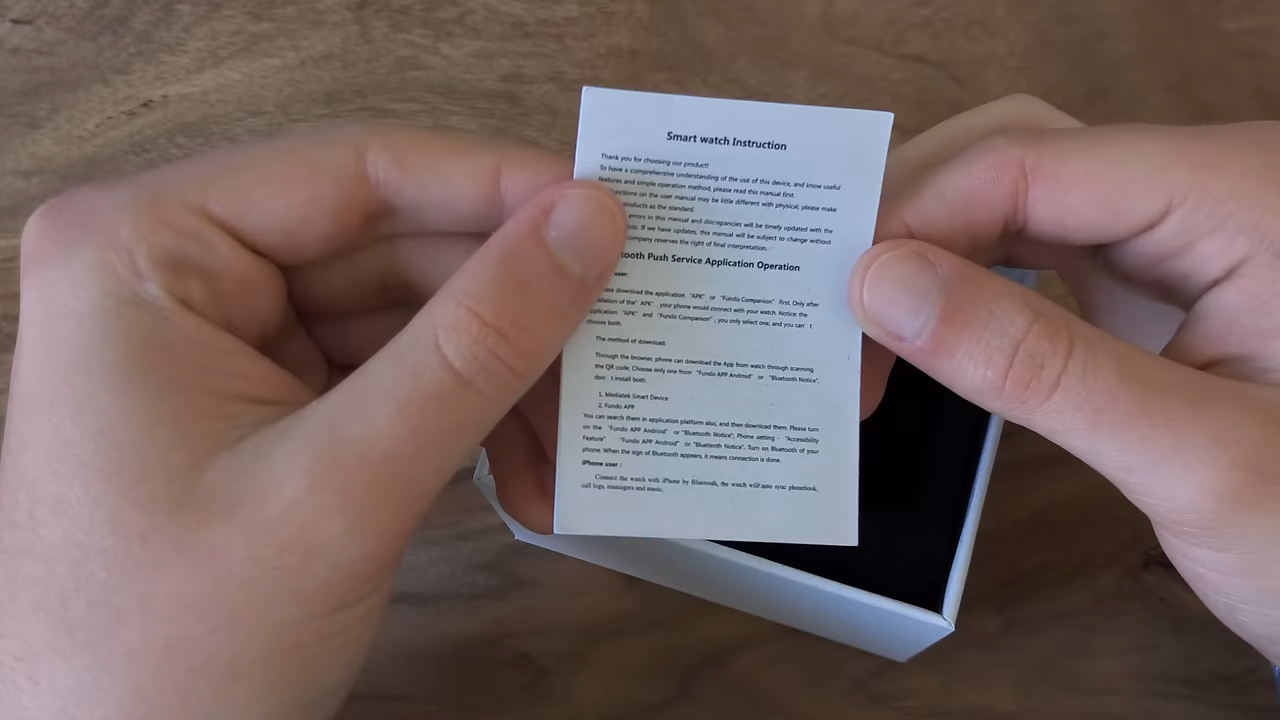 Smart watch Instruction
Thank you for choosing our product!
To have a comprehensive understanding of the use of this device, and know useful
features and simple operation method, please read this manual first.
on the user manual may be little different with physical, please make
products as the standard.
errors in this manual and discrepancies will be timely updated with the
If we have updates, this manual will be subject to change without
company reserves the right of final interpretation.
tooth Push Service Application Operation
user:
download the application "APK" or "Fundo Companion" first. Only after
of the" APK" , your phone would connect with your watch. Notice: the
"APK" and "Fundo Companion" , you only select one, and you can' t
choose both.
The method of download:
Through the browser, phone can download the App from watch through scanning
the QR code. Choose only one from "Fundo APP Android" or "Bluetooth Notice",
don' t install both.
1. Mediatek Smart Device
2. Fundo APP
You can search them in application platform also, and then download them. Please turn
on the "Fundo APP Android" or "Bluetooth Notice"; Phone setting - "Accessibility
Feature" - "Fundo APP Android" or "Bluetooth Notice". Turn on Bluetooth of your
phone. When the sign of Bluetooth appears, it means connection is done.
iPhone user :
Connect the watch with iPhone by Bluetooth, the watch will auto sync phonebook,
call logs, messagers and music.